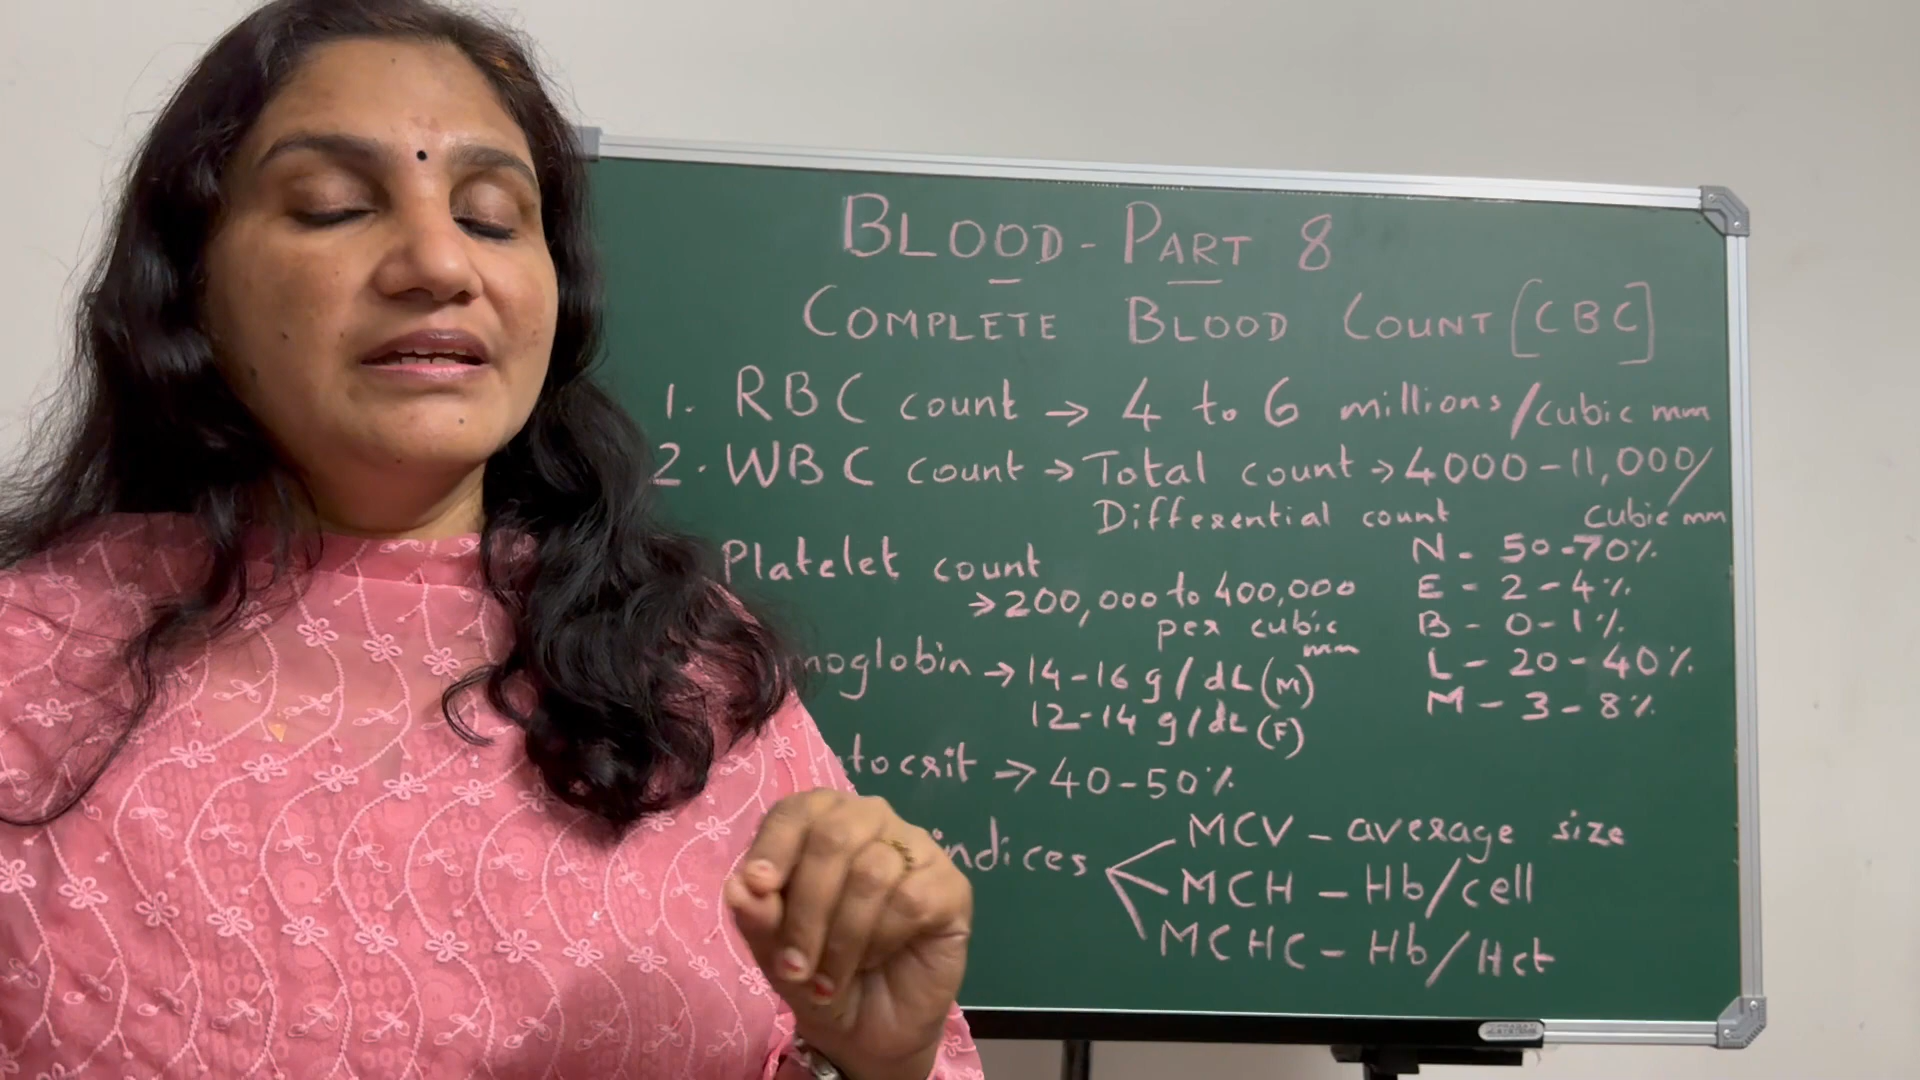 BLOOD - PART 8
COMPLETE BLOOD COUNT [CBC]
1. RBC count → 4 to 6 millions/cubic mm
2. WBC count → Total count → 4000-11,000/
cubic mm
Differential count
N - 50-70%
E - 2-4%
B - 0-1%
L - 20-40%
M - 3-8%
Platelet count
→ 200,000 to 400,000
per cubic
mm
moglobin → 14-16 g/dL (M)
12-14 g/dL (F)
tocrit → 40-50%
indices
MCV - average size
MCH - Hb/cell
MCHC - Hb/Hct